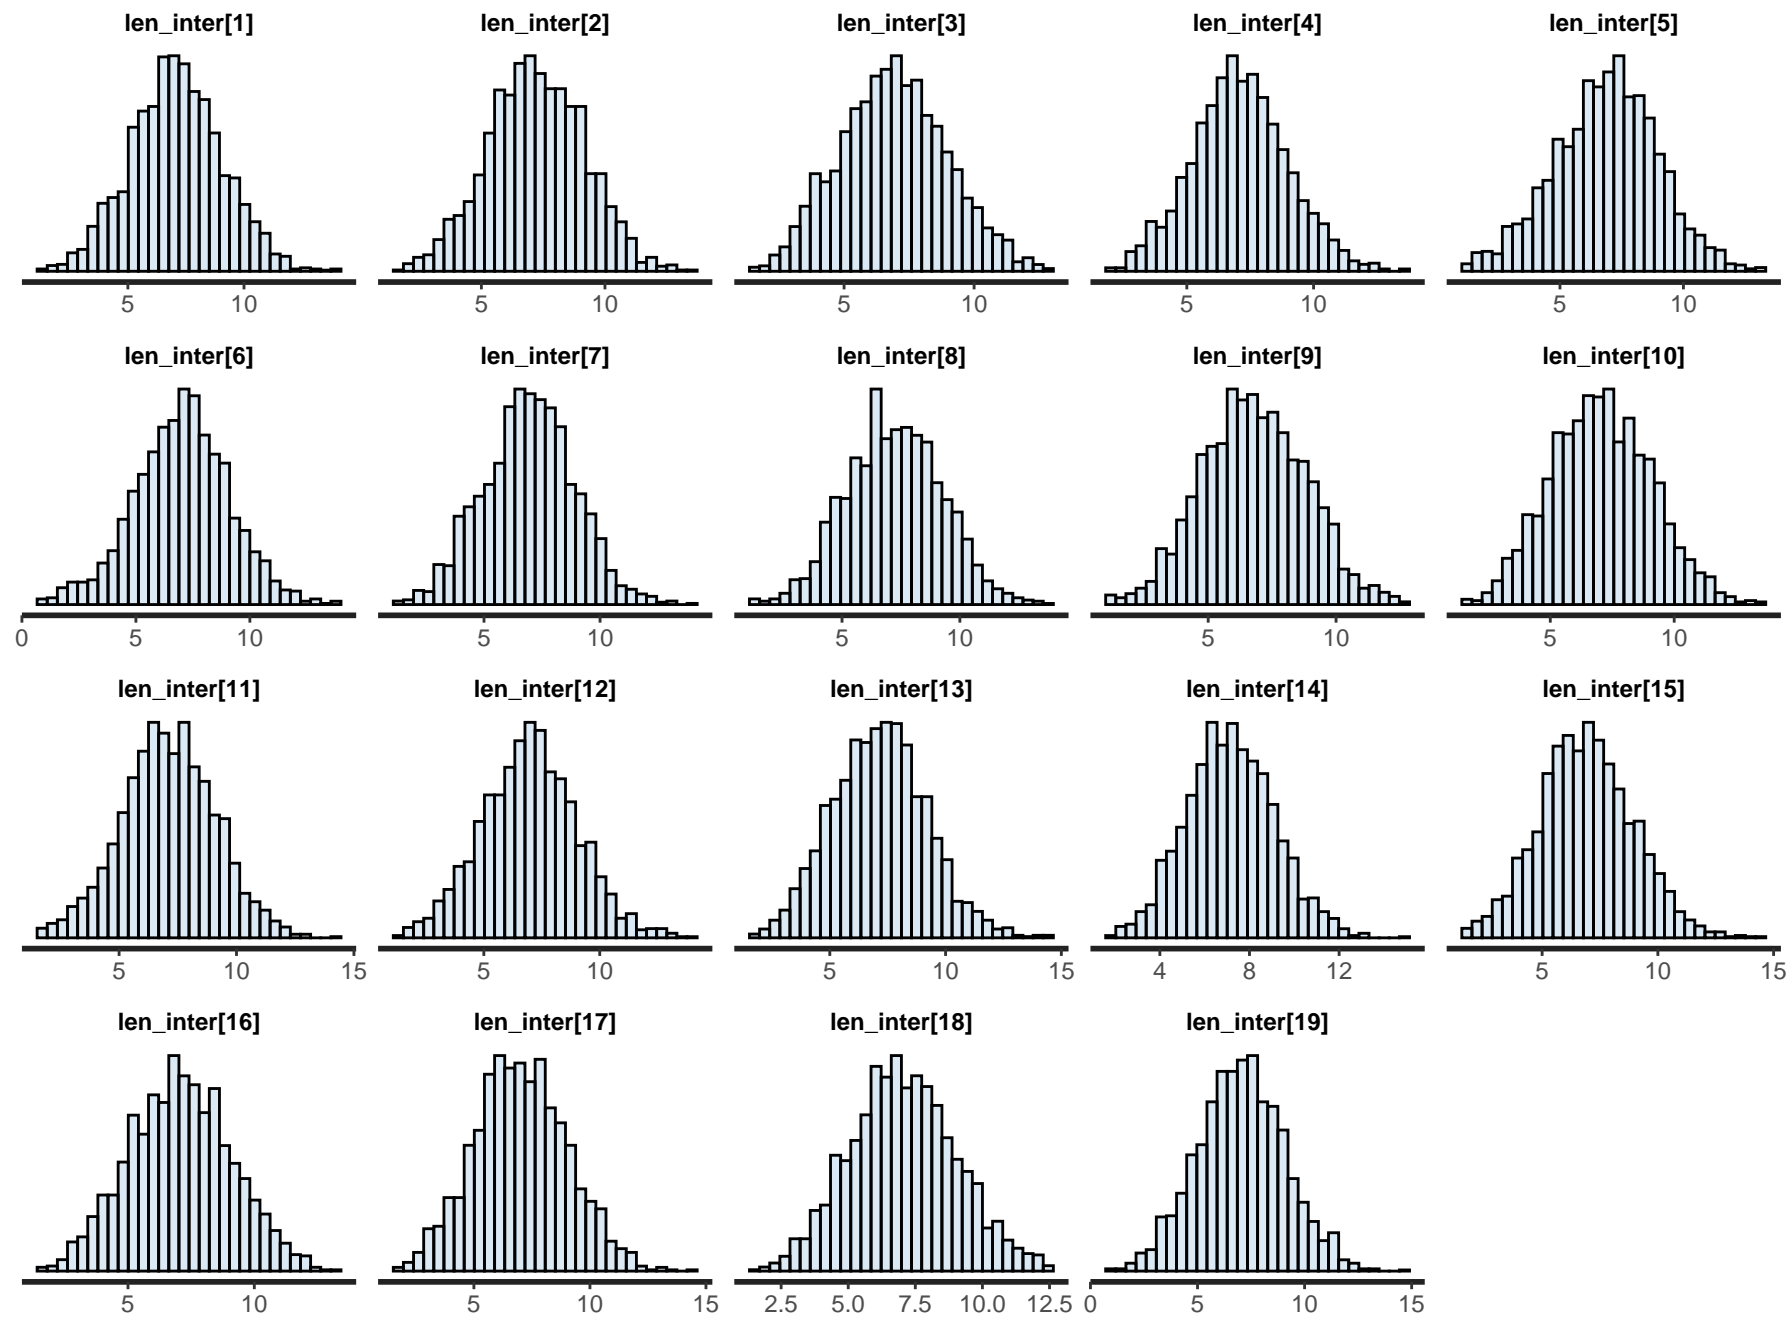 len_inter[1] len_inter[2] len_inter[3] len_inter[4] len_inter[5]
5 10 5 10 5 10 5 10 5 10
len_inter[6] len_inter[7] len_inter[8] len_inter[9] len_inter[10]
0 5 10 5 10 5 10 5 10 5 10
len_inter[11] len_inter[12] len_inter[13] len_inter[14] len_inter[15]
5 10 15 5 10 5 10 15 4 8 12 5 10 15
len_inter[16] len_inter[17] len_inter[18] len_inter[19]
5 10 5 10 15 2.5 5.0 7.5 10.0 12.5 0 5 10 15